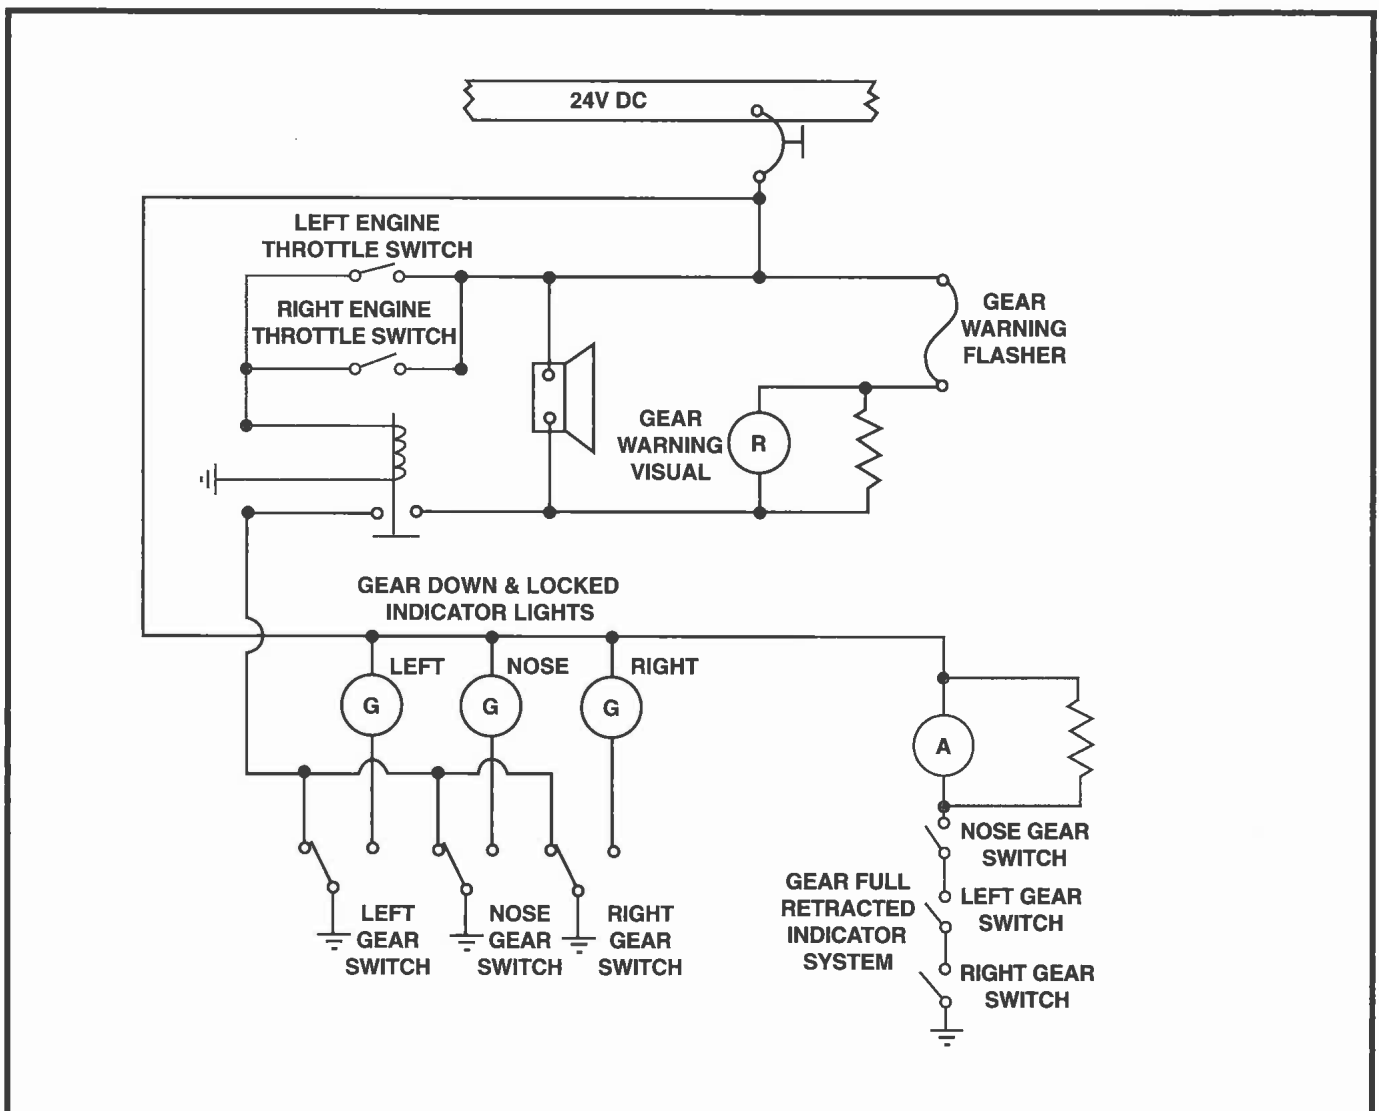 24V DC
LEFT ENGINE
THROTTLE SWITCH
RIGHT ENGINE
THROTTLE SWITCH
GEAR
WARNING
FLASHER
GEAR
WARNING
VISUAL
R
GEAR DOWN & LOCKED
INDICATOR LIGHTS
LEFT
NOSE
RIGHT
G
G
G
A
NOSE GEAR
SWITCH
LEFT GEAR
SWITCH
RIGHT GEAR
SWITCH
GEAR FULL
RETRACTED
INDICATOR
SYSTEM
LEFT
GEAR
SWITCH
NOSE
GEAR
SWITCH
RIGHT
GEAR
SWITCH